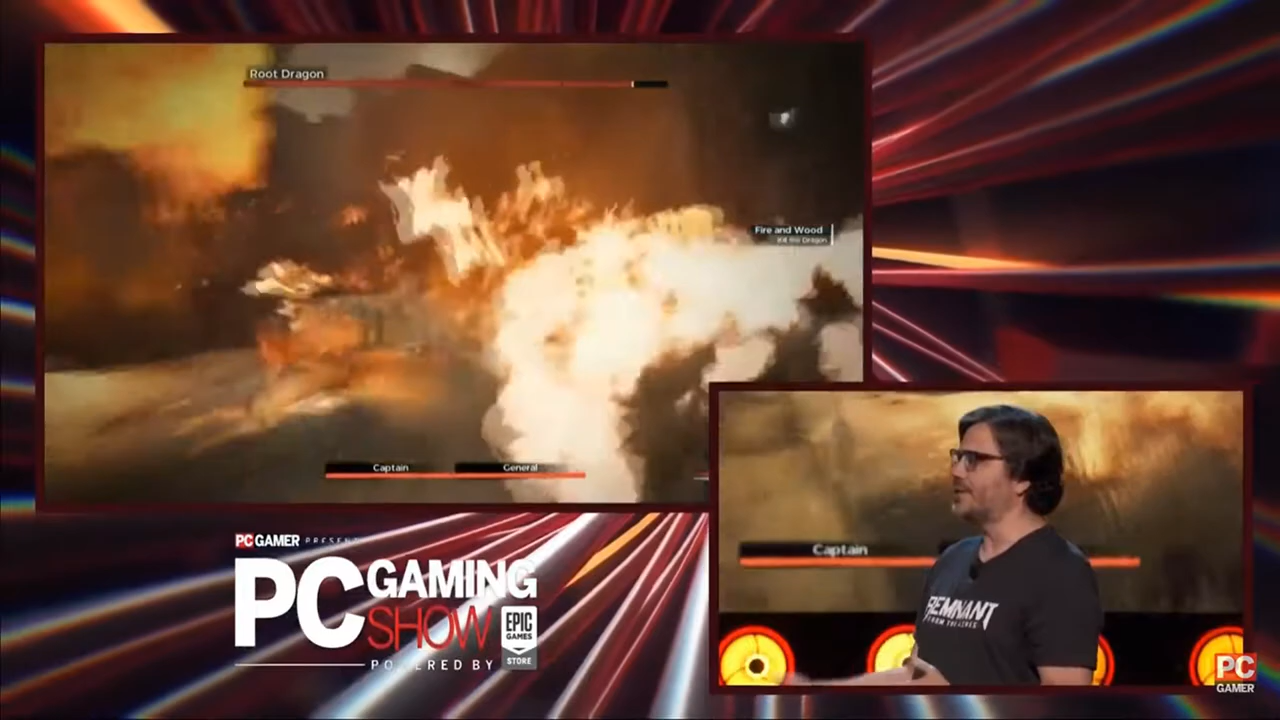 Root Dragon
Fire and Wood
Kill the Dragon
Captain
General
PC GAMER PRESENTS
PC GAMING
SHOW
EPIC
GAMES
STORE
POWERED BY
Captain
REMNANT
FROM THE ASHES
PC
GAMER